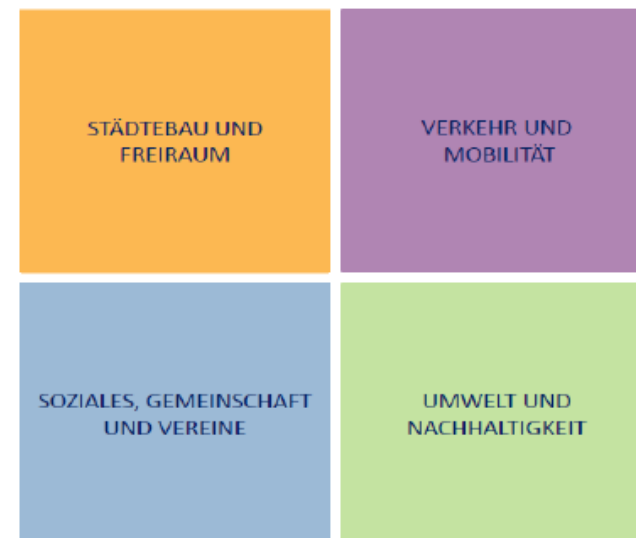 STÄDTEBAU UND
FREIRAUM
VERKEHR UND
MOBILITÄT
SOZIALES, GEMEINSCHAFT
UND VEREINE
UMWELT UND
NACHHALTIGKEIT